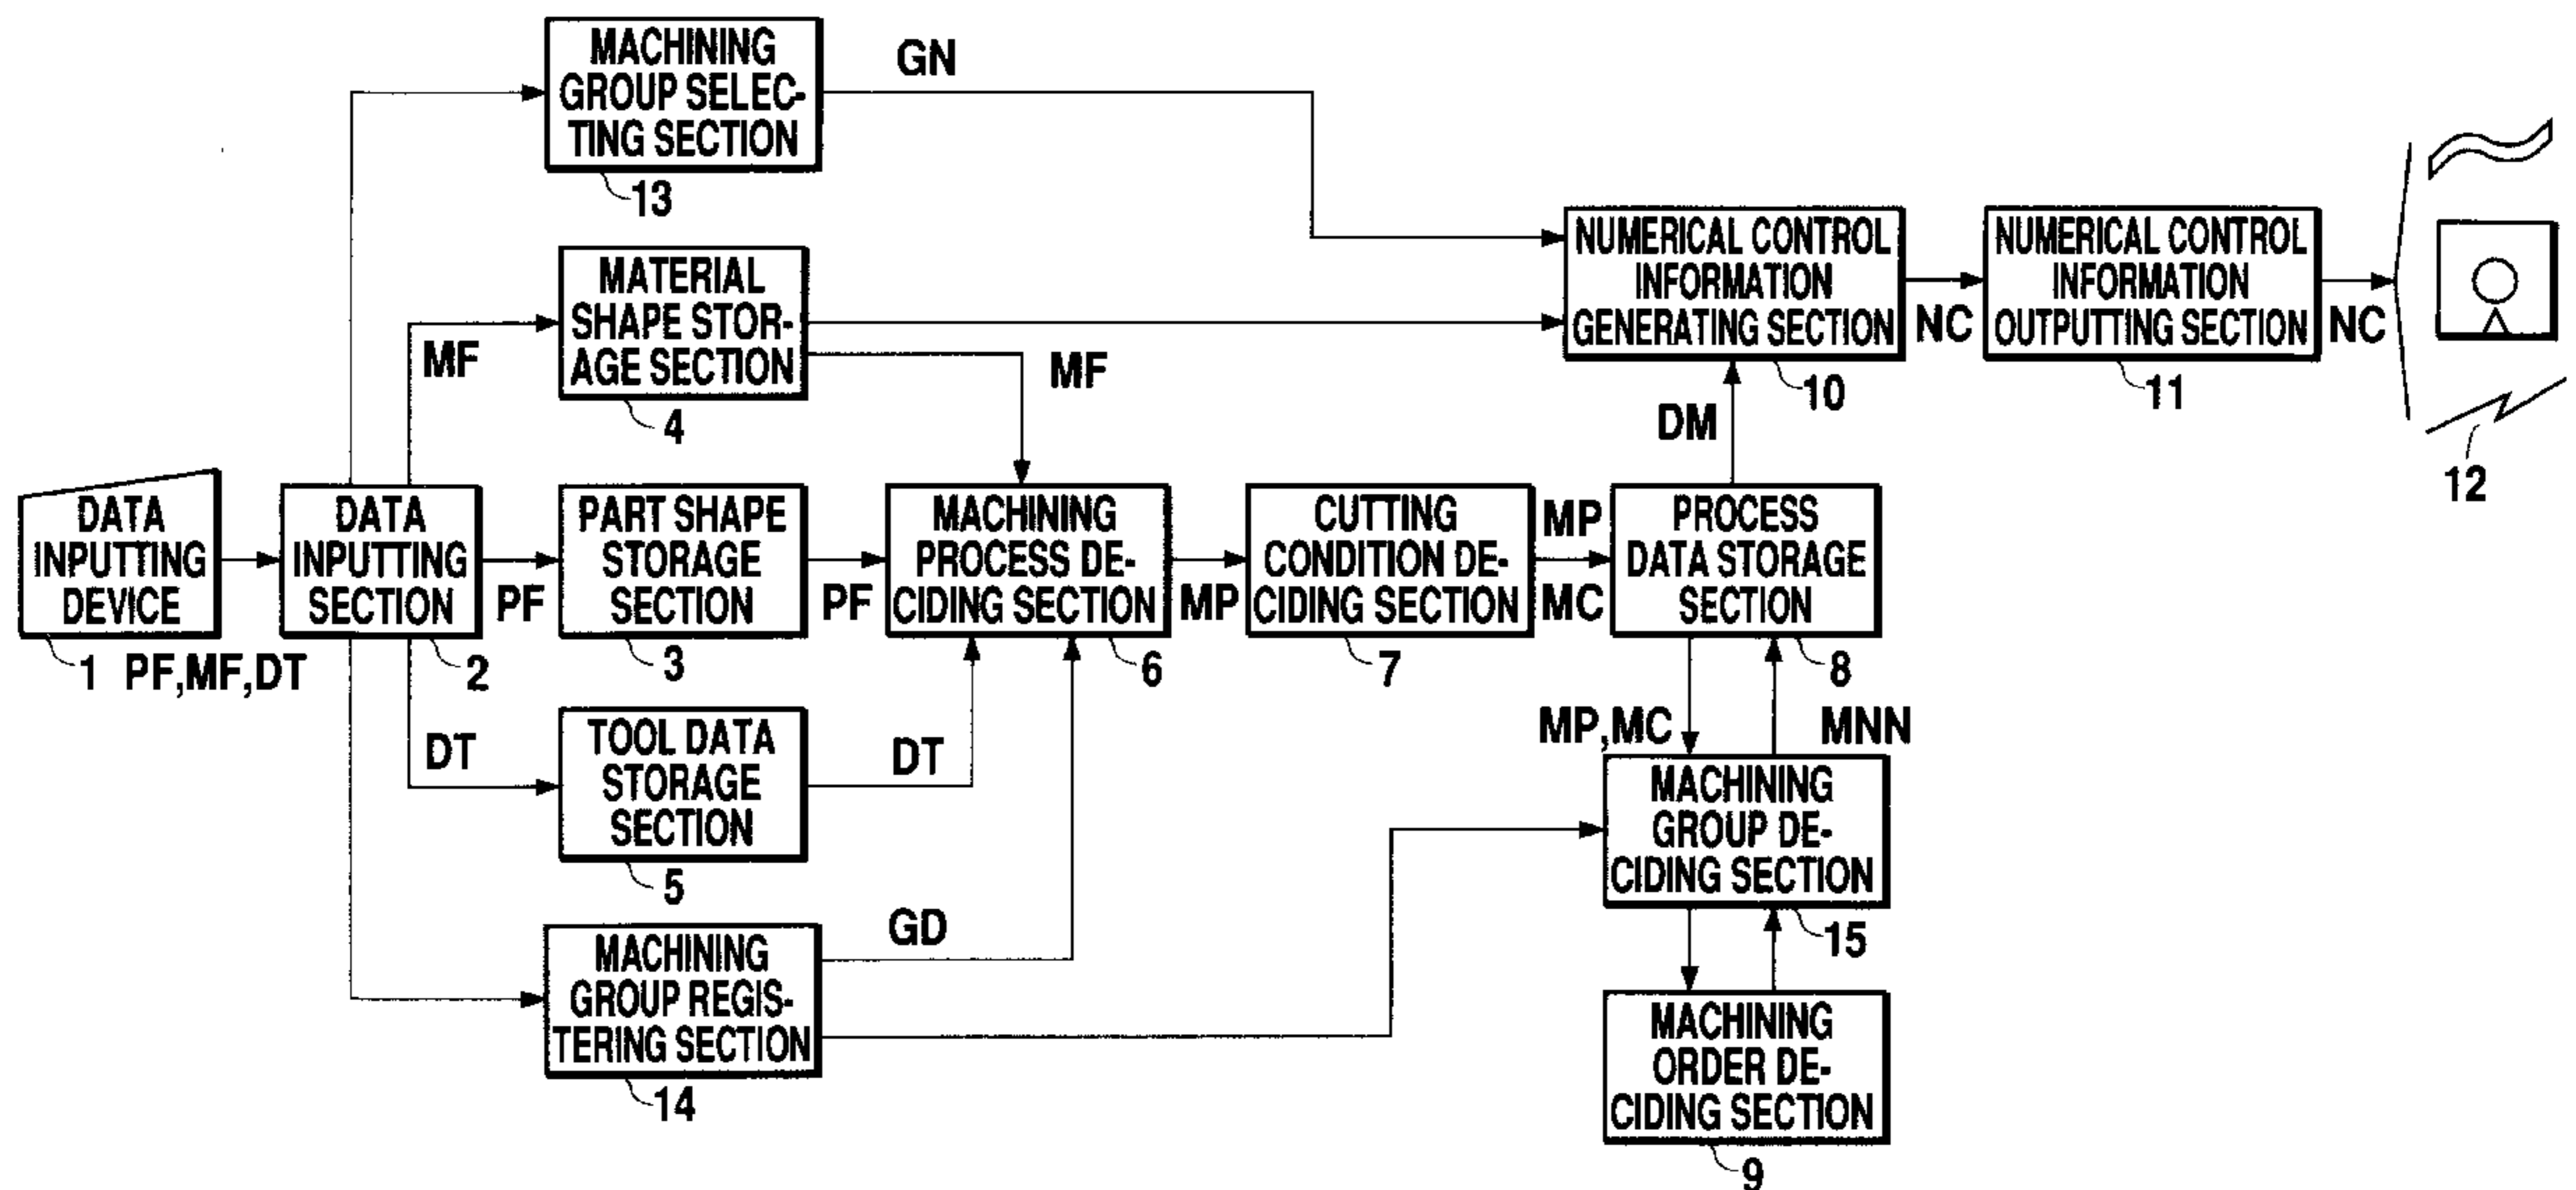 MACHINING
GROUP SELEC-
TING SECTION
13
GN
MATERIAL
SHAPE STOR-
AGE SECTION
4
MF
MF
NUMERICAL CONTROL
INFORMATION
GENERATING SECTION
10
NC
NUMERICAL CONTROL
INFORMATION
OUTPUTTING SECTION
11
NC
12
DM
DATA
INPUTTING
DEVICE
1
PF,MF,DT
DATA
INPUTTING
SECTION
2
PF
PART SHAPE
STORAGE
SECTION
3
PF
MACHINING
PROCESS DE-
CIDING SECTION
6
MP
CUTTING
CONDITION DE-
CIDING SECTION
7
MP
MC
PROCESS
DATA STORAGE
SECTION
8
DT
TOOL DATA
STORAGE
SECTION
5
DT
MP,MC
MNN
MACHINING
GROUP DE-
CIDING SECTION
15
MACHINING
GROUP REGIS-
TERING SECTION
14
GD
MACHINING
ORDER DE-
CIDING SECTION
9